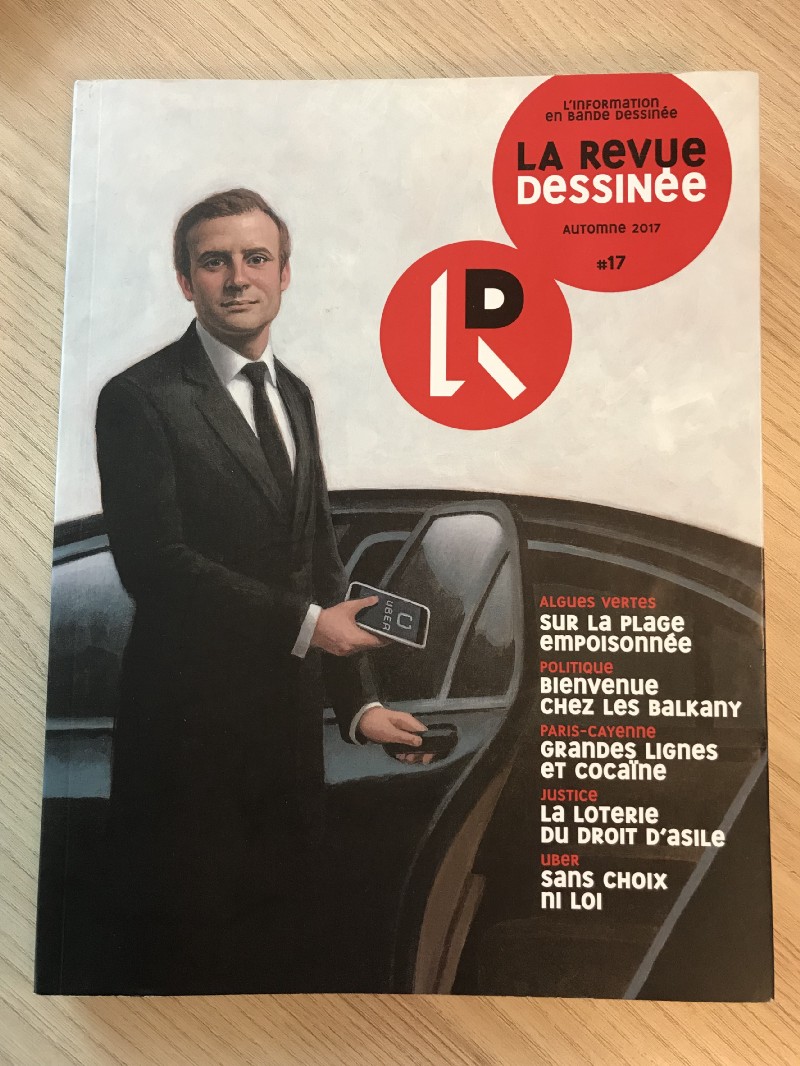 L'INFORMATION
EN BANDE DESSINÉE
LA REVUE
DESSINÉE
AUTOMNE 2017
#17
RD
UBER
ALGUES VERTES
SUR LA PLAGE
EMPOISONNÉE
POLITIQUE
BIENVENUE
CHEZ LES BALKANY
PARIS-CAYENNE
GRANDES LIGNES
ET COCAÏNE
JUSTICE
LA LOTERIE
DU DROIT D'ASILE
UBER
SANS CHOIX
NI LOI